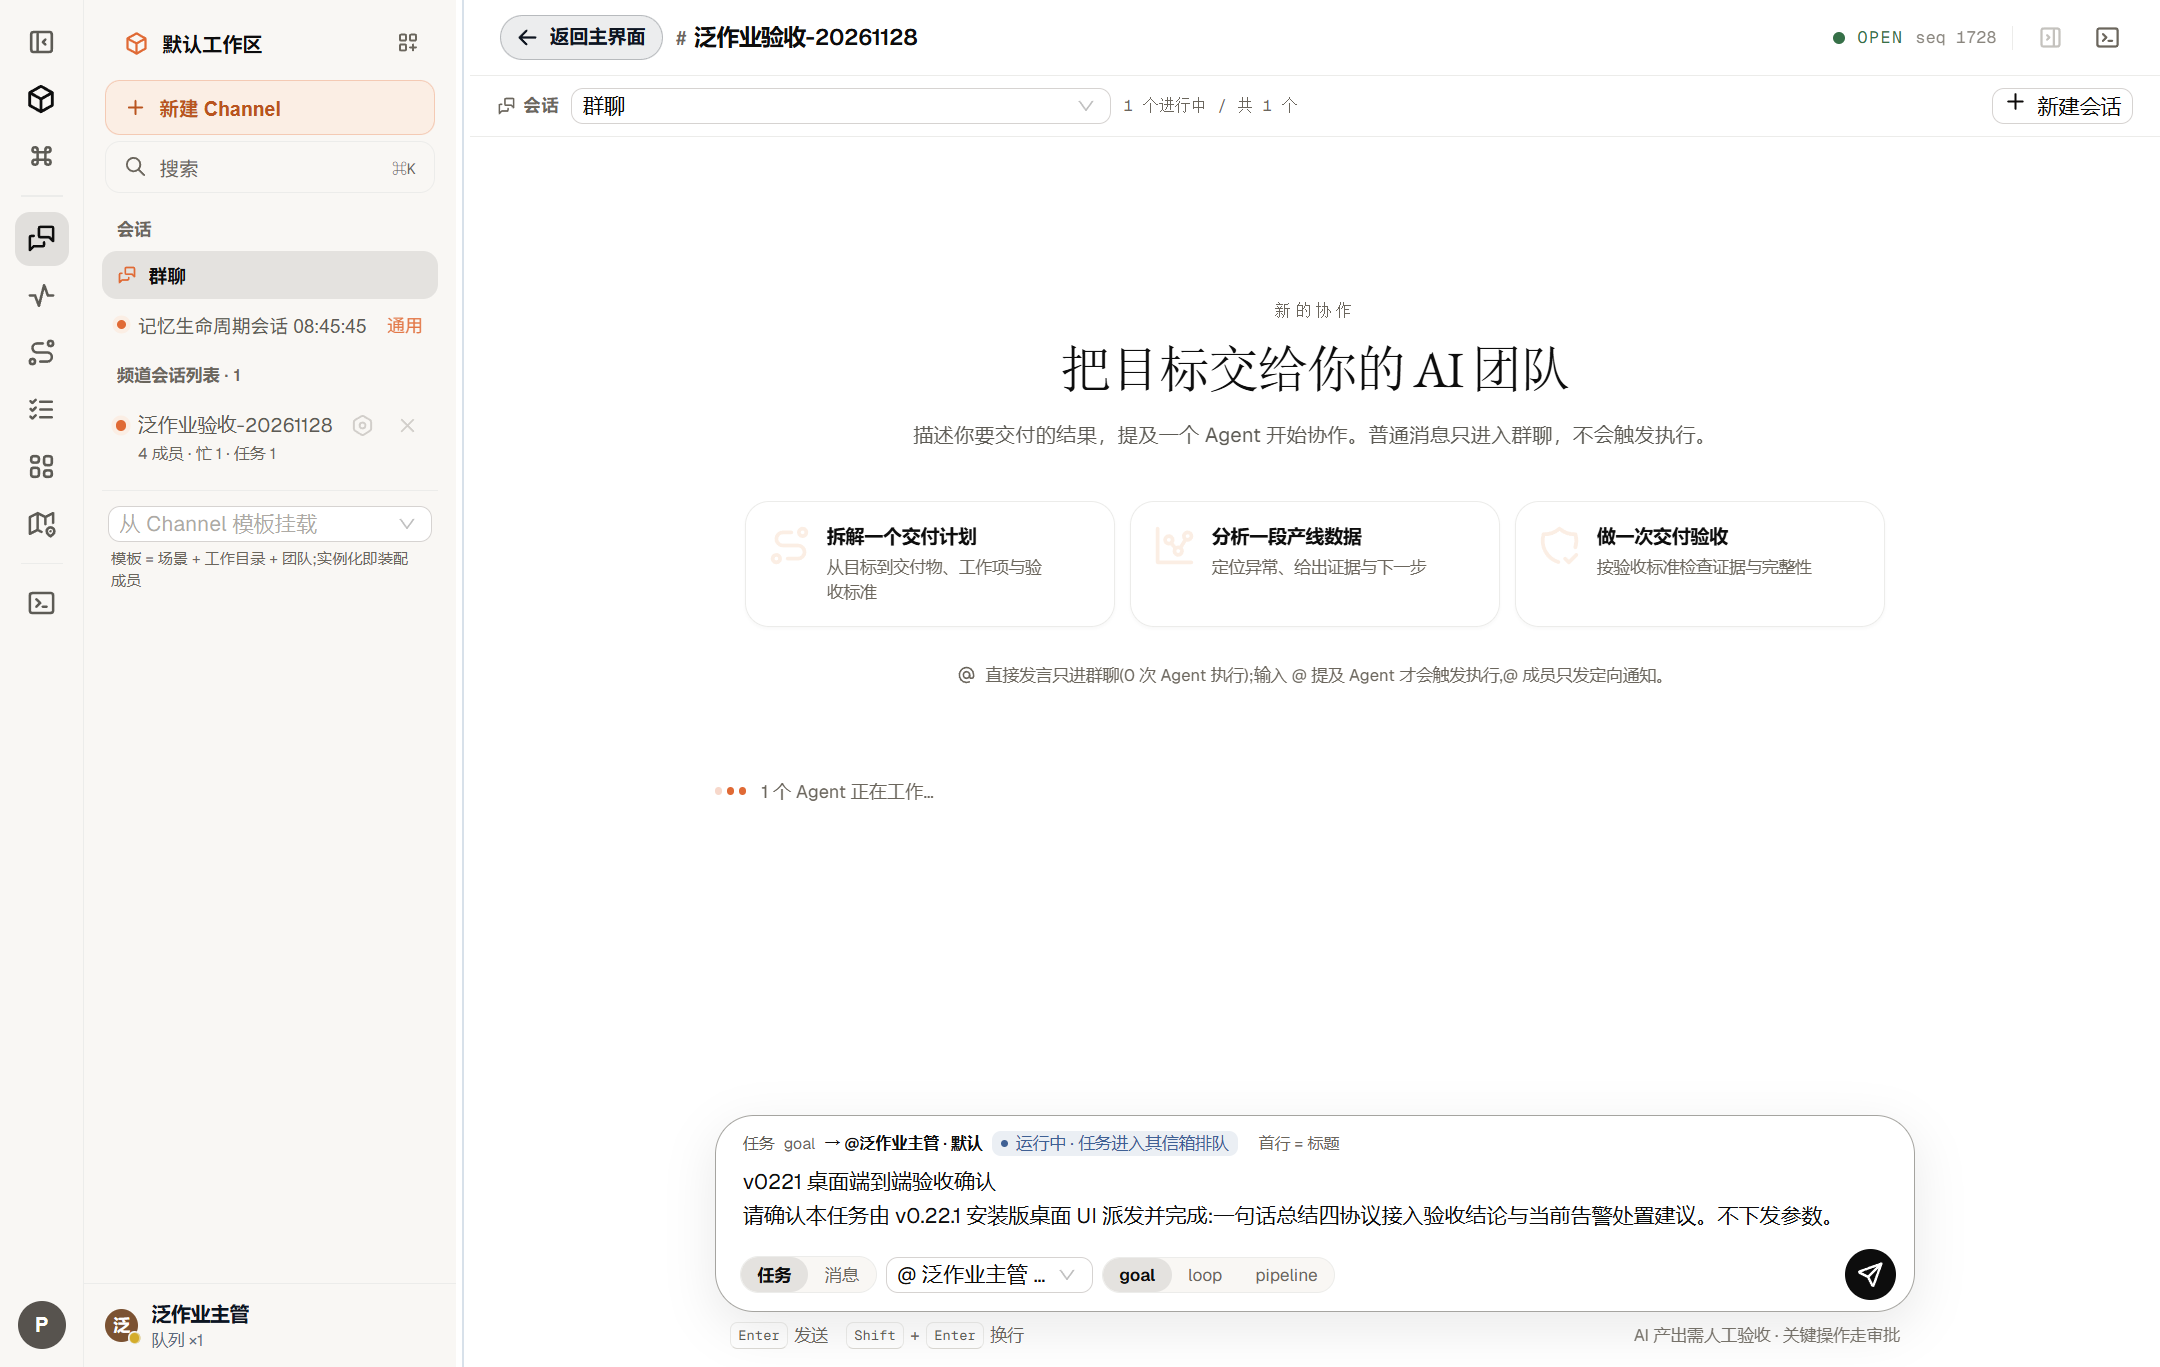 默认工作区
新建 Channel
搜索 ⌘K
会话
群聊
记忆生命周期会话 08:45:45 通用
频道会话列表 · 1
泛作业验收-20261128
4 成员 · 忙 1 · 任务 1
从 Channel 模板挂载
模板 = 场景 + 工作目录 + 团队;实例化即装配
成员
P
泛
泛作业主管
队列 ×1
返回主界面 # 泛作业验收-20261128
OPEN seq 1728
会话 群聊 1 个进行中 / 共 1 个
新建会话
新的协作
把目标交给你的 AI 团队
描述你要交付的结果，提及一个 Agent 开始协作。普通消息只进入群聊，不会触发执行。
拆解一个交付计划
从目标到交付物、工作项与验
收标准
分析一段产线数据
定位异常、给出证据与下一步
做一次交付验收
按验收标准检查证据与完整性
@ 直接发言只进群聊(0 次 Agent 执行);输入 @ 提及 Agent 才会触发执行,@ 成员只发定向通知。
1 个 Agent 正在工作...
任务 goal → @泛作业主管 · 默认 运行中 · 任务进入其信箱排队 首行 = 标题
v0221 桌面端到端验收确认
请确认本任务由 v0.22.1 安装版桌面 UI 派发并完成:一句话总结四协议接入验收结论与当前告警处置建议。不下发参数。
任务 消息 @ 泛作业主管 ... goal loop pipeline
Enter 发送 Shift + Enter 换行
AI 产出需人工验收 · 关键操作走审批